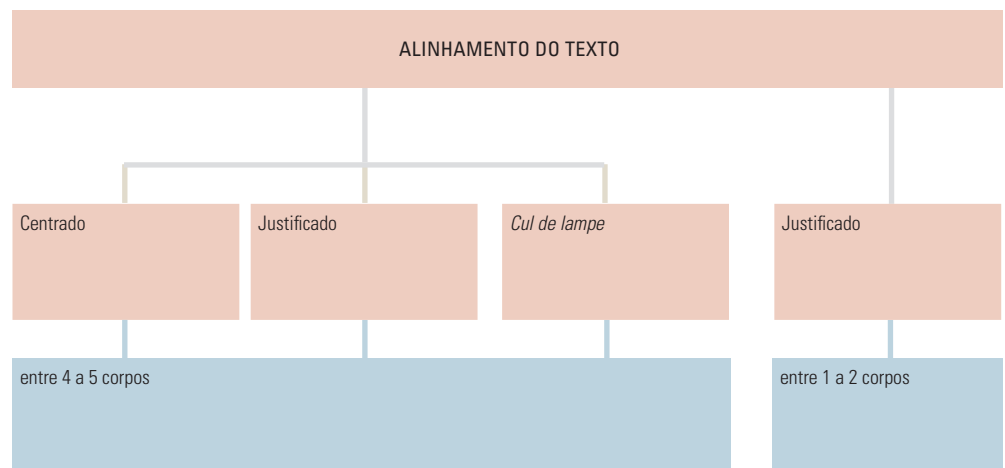 ALINHAMENTO DO TEXTO
Centrado
Justificado
Cul de lampe
Justificado
entre 4 a 5 corpos
entre 1 a 2 corpos